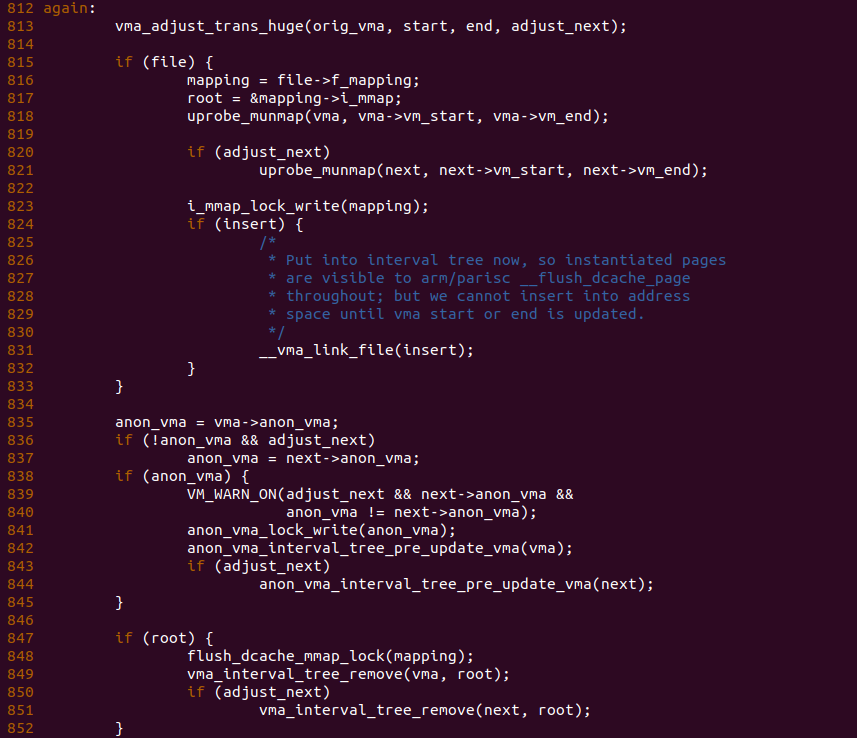 812 again:
813         vma_adjust_trans_huge(orig_vma, start, end, adjust_next);
814
815         if (file) {
816                 mapping = file->f_mapping;
817                 root = &mapping->i_mmap;
818                 uprobe_munmap(vma, vma->vm_start, vma->vm_end);
819
820                 if (adjust_next)
821                         uprobe_munmap(next, next->vm_start, next->vm_end);
822
823                 i_mmap_lock_write(mapping);
824                 if (insert) {
825                         /*
826                          * Put into interval tree now, so instantiated pages
827                          * are visible to arm/parisc __flush_dcache_page
828                          * throughout; but we cannot insert into address
829                          * space until vma start or end is updated.
830                          */
831                         __vma_link_file(insert);
832                 }
833         }
834
835         anon_vma = vma->anon_vma;
836         if (!anon_vma && adjust_next)
837                 anon_vma = next->anon_vma;
838         if (anon_vma) {
839                 VM_WARN_ON(adjust_next && next->anon_vma &&
840                            anon_vma != next->anon_vma);
841                 anon_vma_lock_write(anon_vma);
842                 anon_vma_interval_tree_pre_update_vma(vma);
843                 if (adjust_next)
844                         anon_vma_interval_tree_pre_update_vma(next);
845         }
846
847         if (root) {
848                 flush_dcache_mmap_lock(mapping);
849                 vma_interval_tree_remove(vma, root);
850                 if (adjust_next)
851                         vma_interval_tree_remove(next, root);
852         }